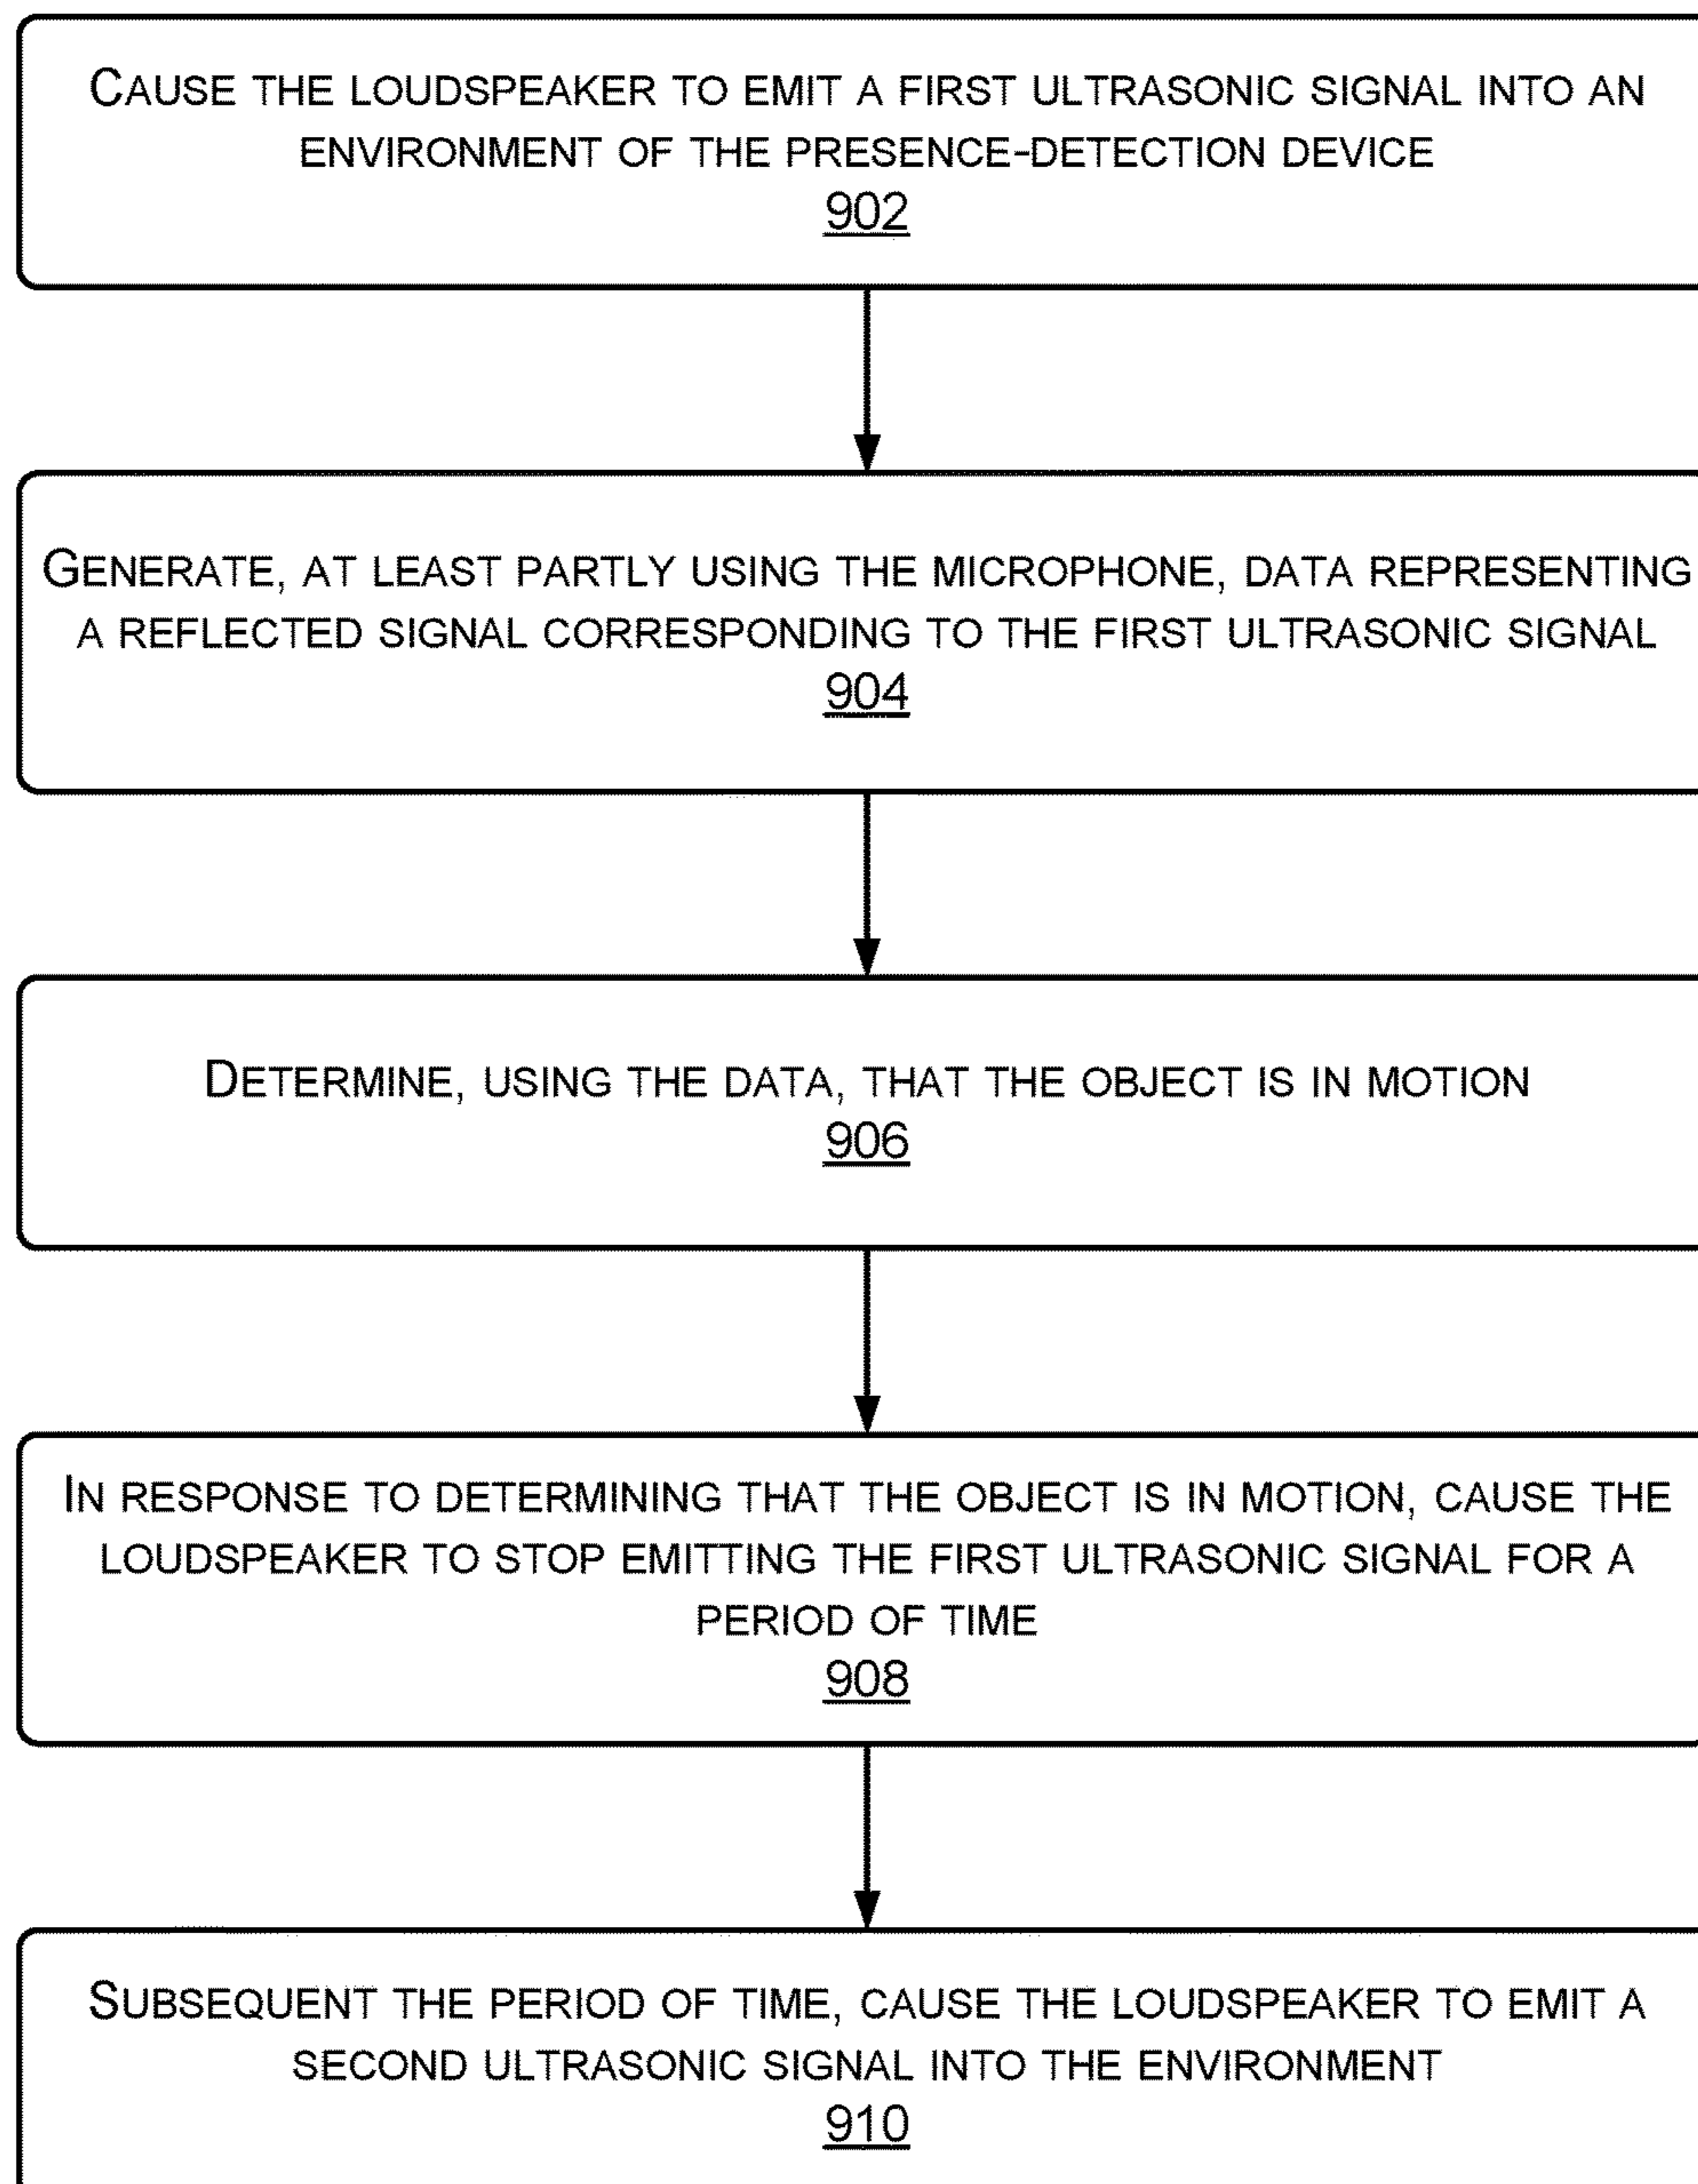 CAUSE THE LOUDSPEAKER TO EMIT A FIRST ULTRASONIC SIGNAL INTO AN
ENVIRONMENT OF THE PRESENCE-DETECTION DEVICE
902
GENERATE, AT LEAST PARTLY USING THE MICROPHONE, DATA REPRESENTING
A REFLECTED SIGNAL CORRESPONDING TO THE FIRST ULTRASONIC SIGNAL
904
DETERMINE, USING THE DATA, THAT THE OBJECT IS IN MOTION
906
IN RESPONSE TO DETERMINING THAT THE OBJECT IS IN MOTION, CAUSE THE
LOUDSPEAKER TO STOP EMITTING THE FIRST ULTRASONIC SIGNAL FOR A
PERIOD OF TIME
908
SUBSEQUENT THE PERIOD OF TIME, CAUSE THE LOUDSPEAKER TO EMIT A
SECOND ULTRASONIC SIGNAL INTO THE ENVIRONMENT
910